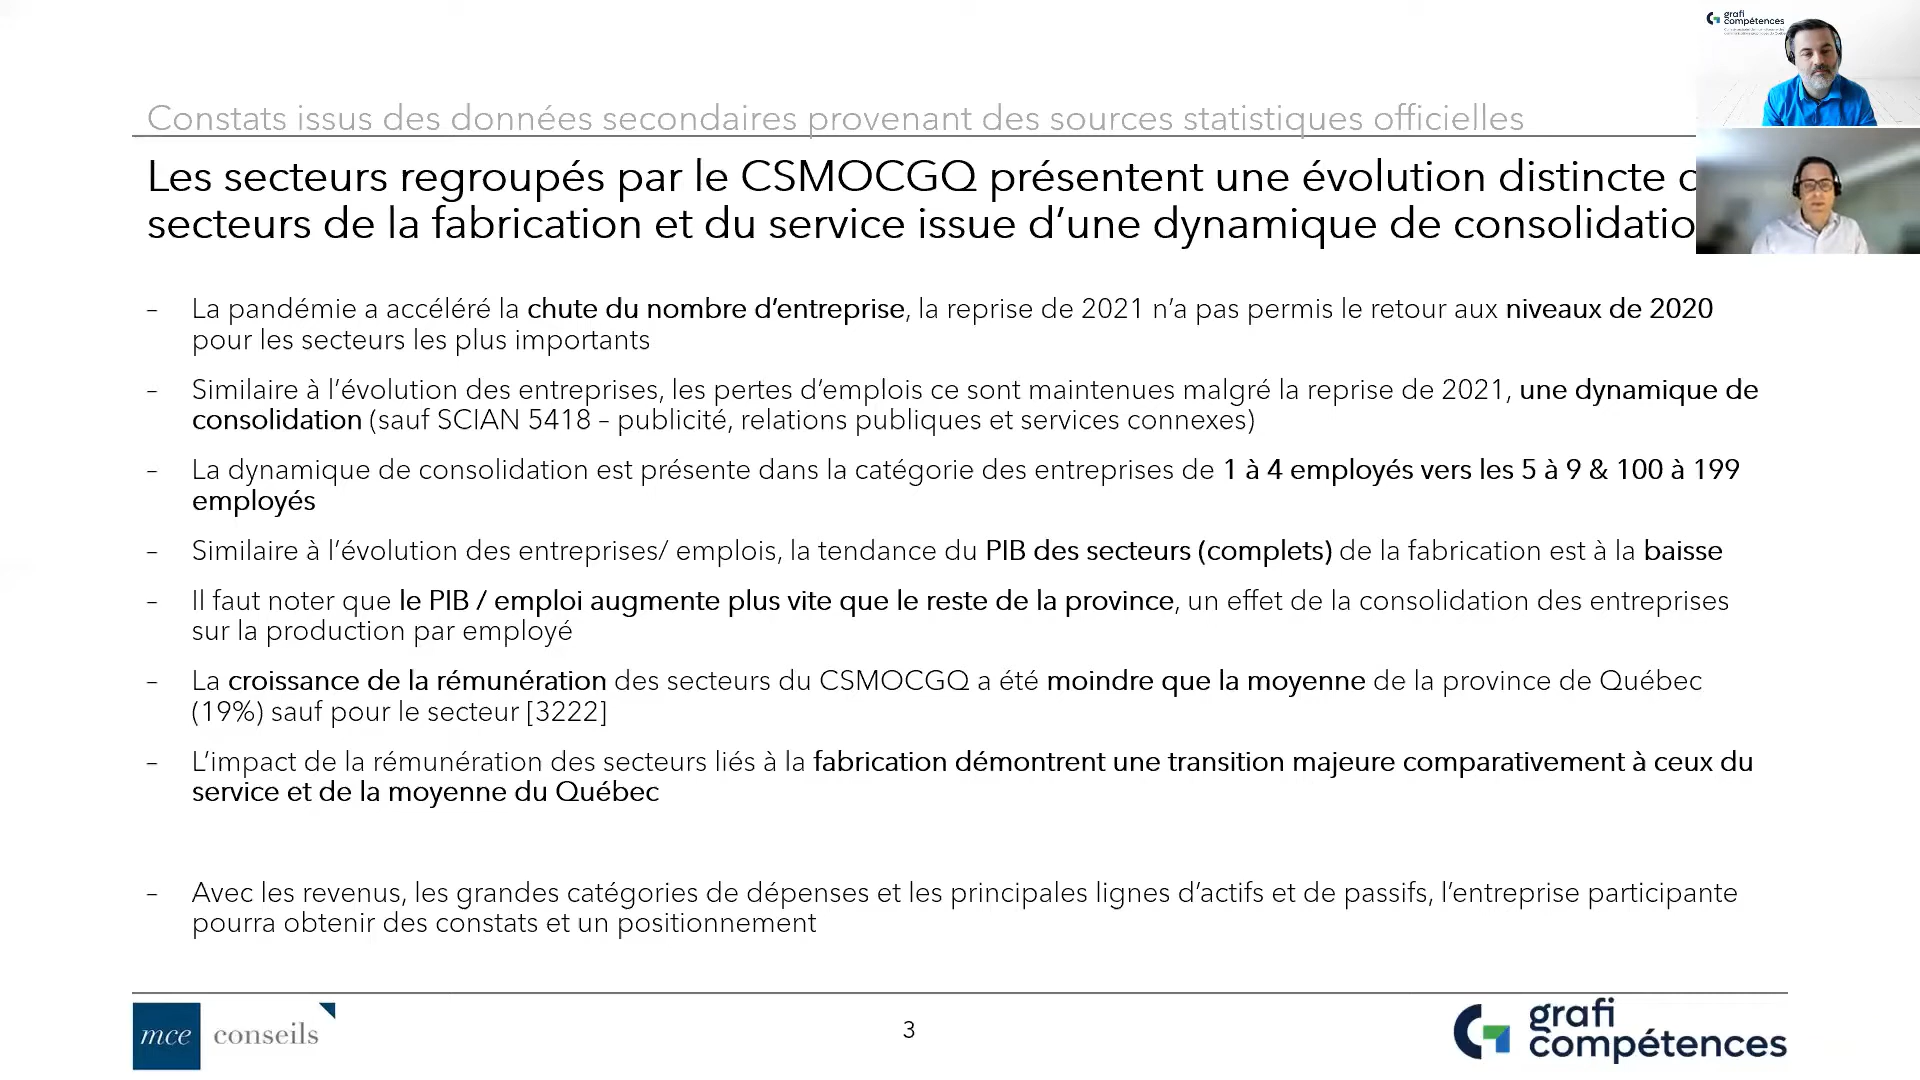 grafi
compétences
Constats issus des données secondaires provenant des sources statistiques officielles
Les secteurs regroupés par le CSMOCGQ présentent une évolution distincte
secteurs de la fabrication et du service issue d’une dynamique de consolidatio
– La pandémie a accéléré la chute du nombre d’entreprise, la reprise de 2021 n’a pas permis le retour aux niveaux de 2020
pour les secteurs les plus importants
– Similaire à l’évolution des entreprises, les pertes d’emplois ce sont maintenues malgré la reprise de 2021, une dynamique de
consolidation (sauf SCIAN 5418 – publicité, relations publiques et services connexes)
– La dynamique de consolidation est présente dans la catégorie des entreprises de 1 à 4 employés vers les 5 à 9 & 100 à 199
employés
– Similaire à l’évolution des entreprises/ emplois, la tendance du PIB des secteurs (complets) de la fabrication est à la baisse
– Il faut noter que le PIB / emploi augmente plus vite que le reste de la province, un effet de la consolidation des entreprises
sur la production par employé
– La croissance de la rémunération des secteurs du CSMOCGQ a été moindre que la moyenne de la province de Québec
(19%) sauf pour le secteur [3222]
– L’impact de la rémunération des secteurs liés à la fabrication démontrent une transition majeure comparativement à ceux du
service et de la moyenne du Québec
– Avec les revenus, les grandes catégories de dépenses et les principales lignes d’actifs et de passifs, l’entreprise participante
pourra obtenir des constats et un positionnement
mce conseils
3
grafi
compétences